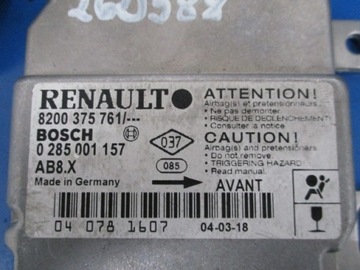 260588
RENAULT
8200 375 761/---
BOSCH
0 285 001 157
AB8.X
Made in Germany
037
085
ATTENTION!
Airbag(s) et pretensionneurs
• Ne pas demonter.
• RISQUE DE DECLENCHEMENT
• Consulter la notice
CAUTION!
Airbag(s) and pretensioners
• Do not remove.
• TRIGGERING HAZARD
• Read manual.
AVANT
04 078 1607
04-03-18